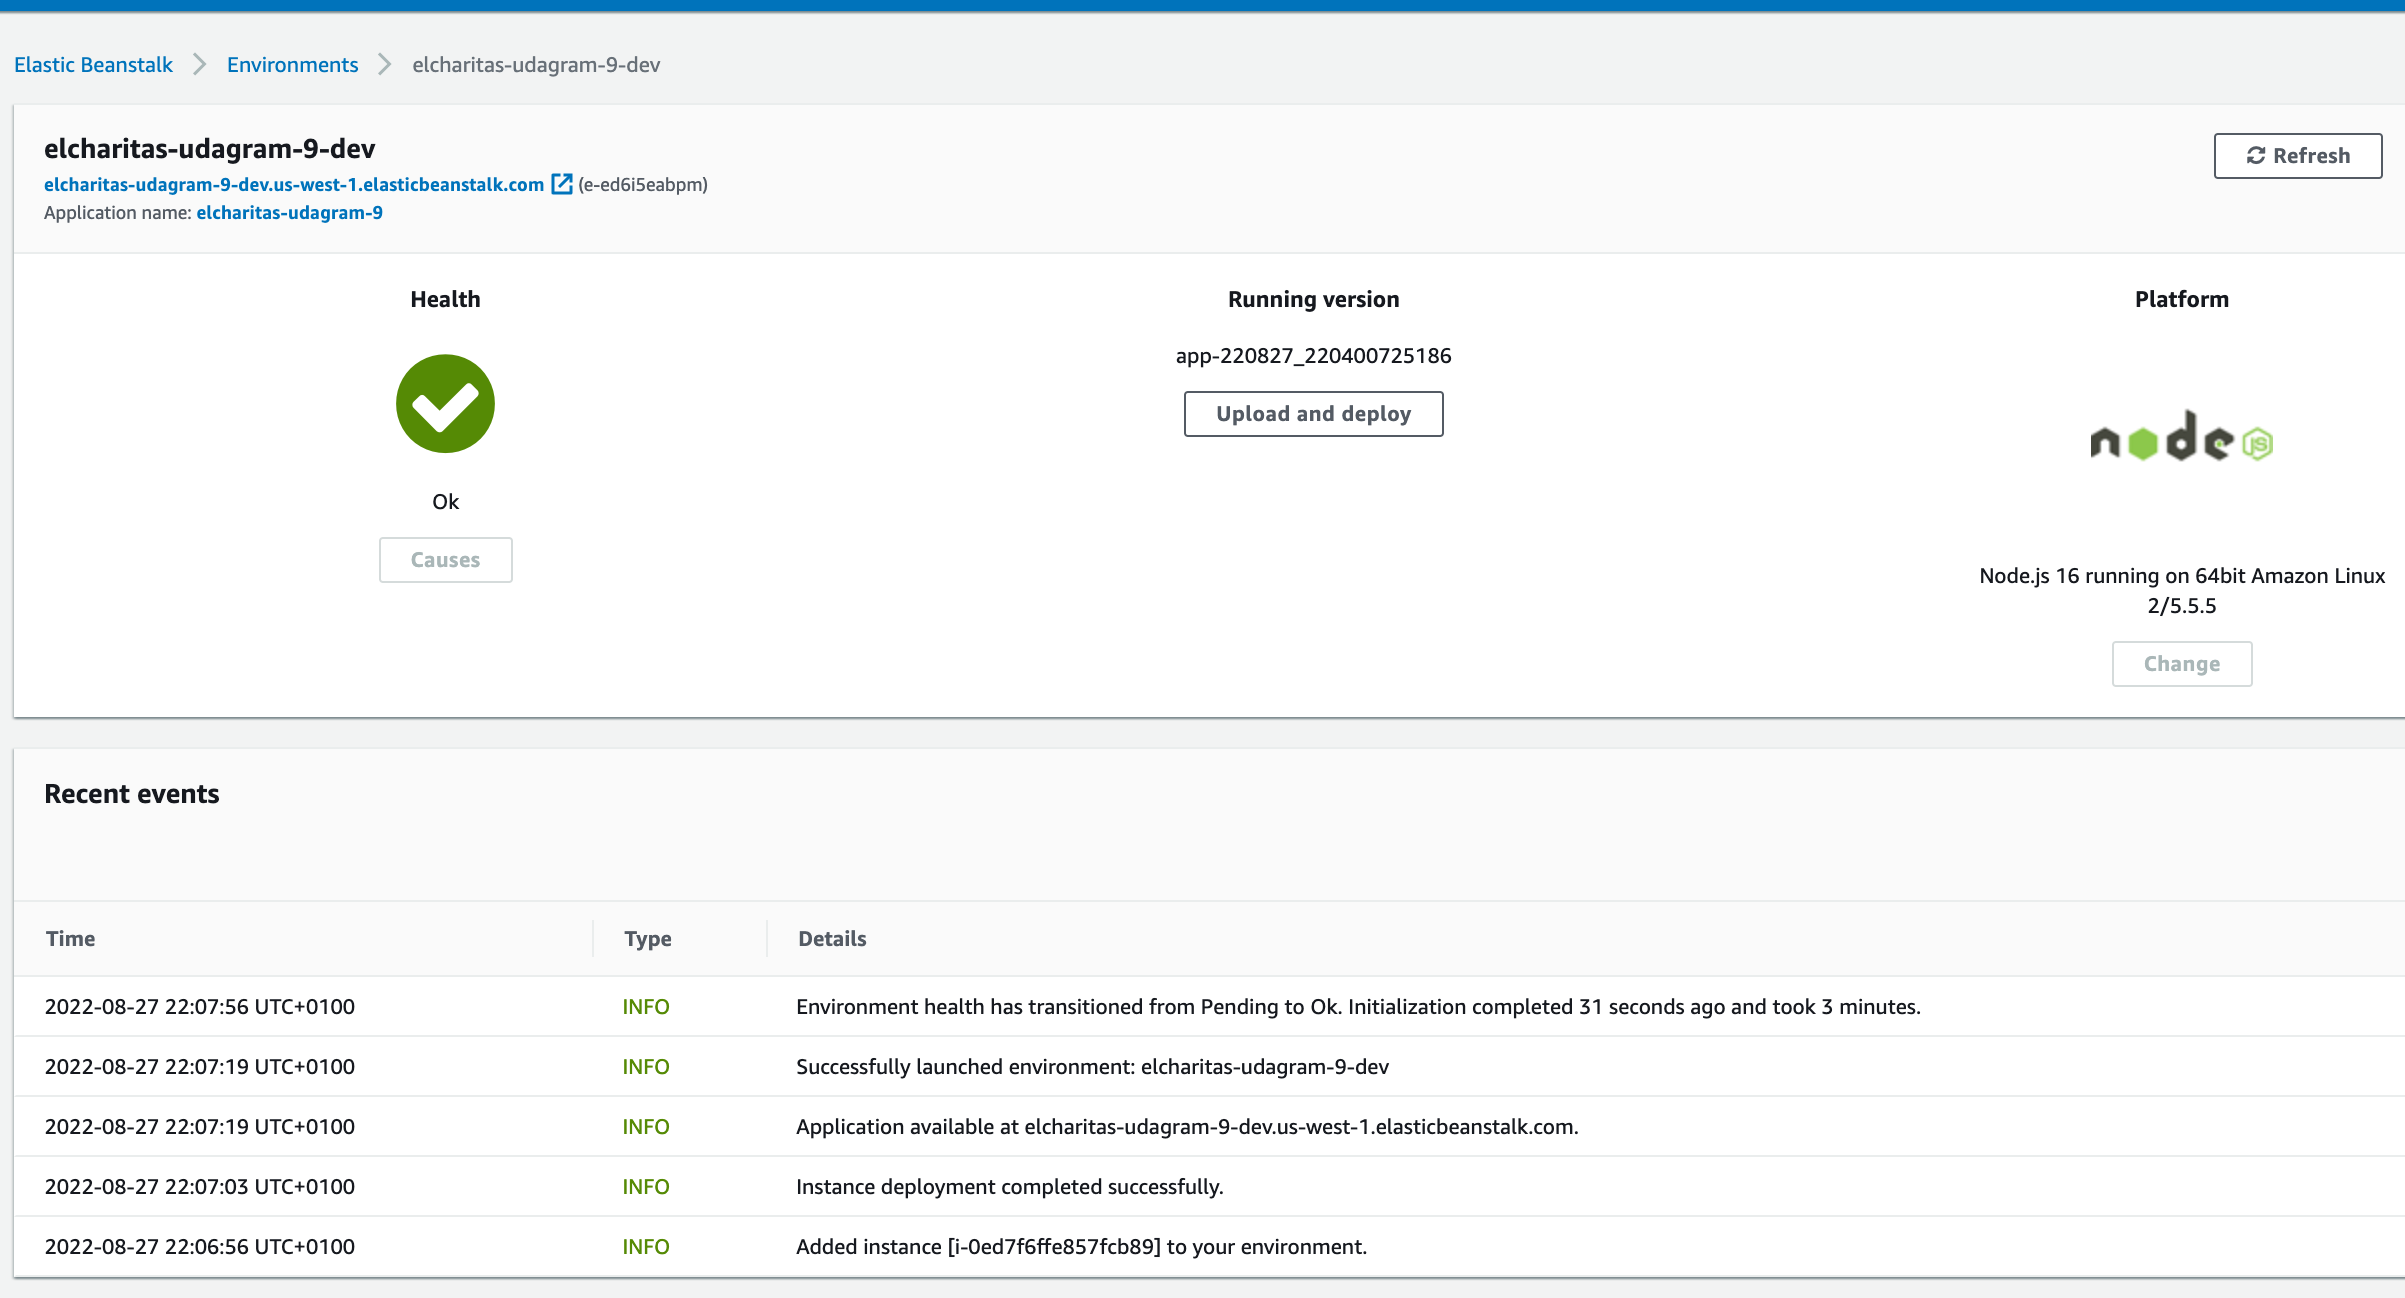 Elastic Beanstalk > Environments > elcharitas-udagram-9-dev
elcharitas-udagram-9-dev
elcharitas-udagram-9-dev.us-west-1.elasticbeanstalk.com (e-ed6i5eabpm)
Application name: elcharitas-udagram-9
Refresh
Health
Ok
Causes
Running version
app-220827_220400725186
Upload and deploy
Platform
node JS
Node.js 16 running on 64bit Amazon Linux
2/5.5.5
Change
Recent events
Time Type Details
2022-08-27 22:07:56 UTC+0100 INFO Environment health has transitioned from Pending to Ok. Initialization completed 31 seconds ago and took 3 minutes.
2022-08-27 22:07:19 UTC+0100 INFO Successfully launched environment: elcharitas-udagram-9-dev
2022-08-27 22:07:19 UTC+0100 INFO Application available at elcharitas-udagram-9-dev.us-west-1.elasticbeanstalk.com.
2022-08-27 22:07:03 UTC+0100 INFO Instance deployment completed successfully.
2022-08-27 22:06:56 UTC+0100 INFO Added instance [i-0ed7f6ffe857fcb89] to your environment.